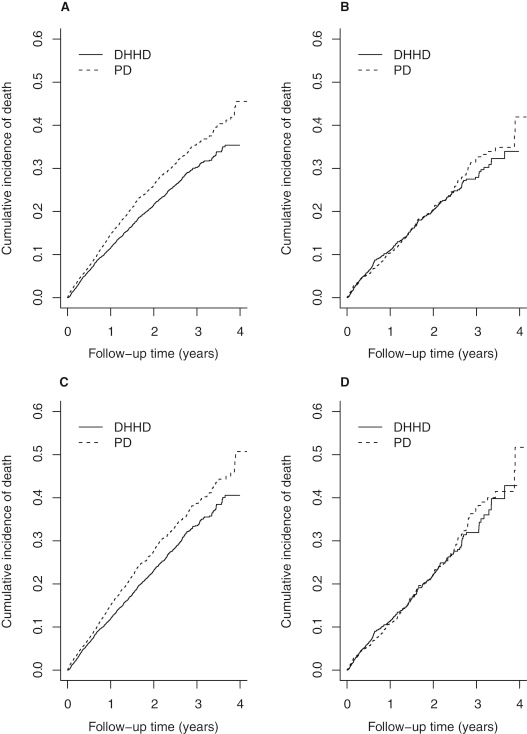 A
Cumulative incidence of death
0.6
0.5
0.4
0.3
0.2
0.1
0.0
DHHD
PD
0 1 2 3 4
Follow-up time (years)
B
Cumulative incidence of death
0.6
0.5
0.4
0.3
0.2
0.1
0.0
DHHD
PD
0 1 2 3 4
Follow-up time (years)
C
Cumulative incidence of death
0.6
0.5
0.4
0.3
0.2
0.1
0.0
DHHD
PD
0 1 2 3 4
Follow-up time (years)
D
Cumulative incidence of death
0.6
0.5
0.4
0.3
0.2
0.1
0.0
DHHD
PD
0 1 2 3 4
Follow-up time (years)